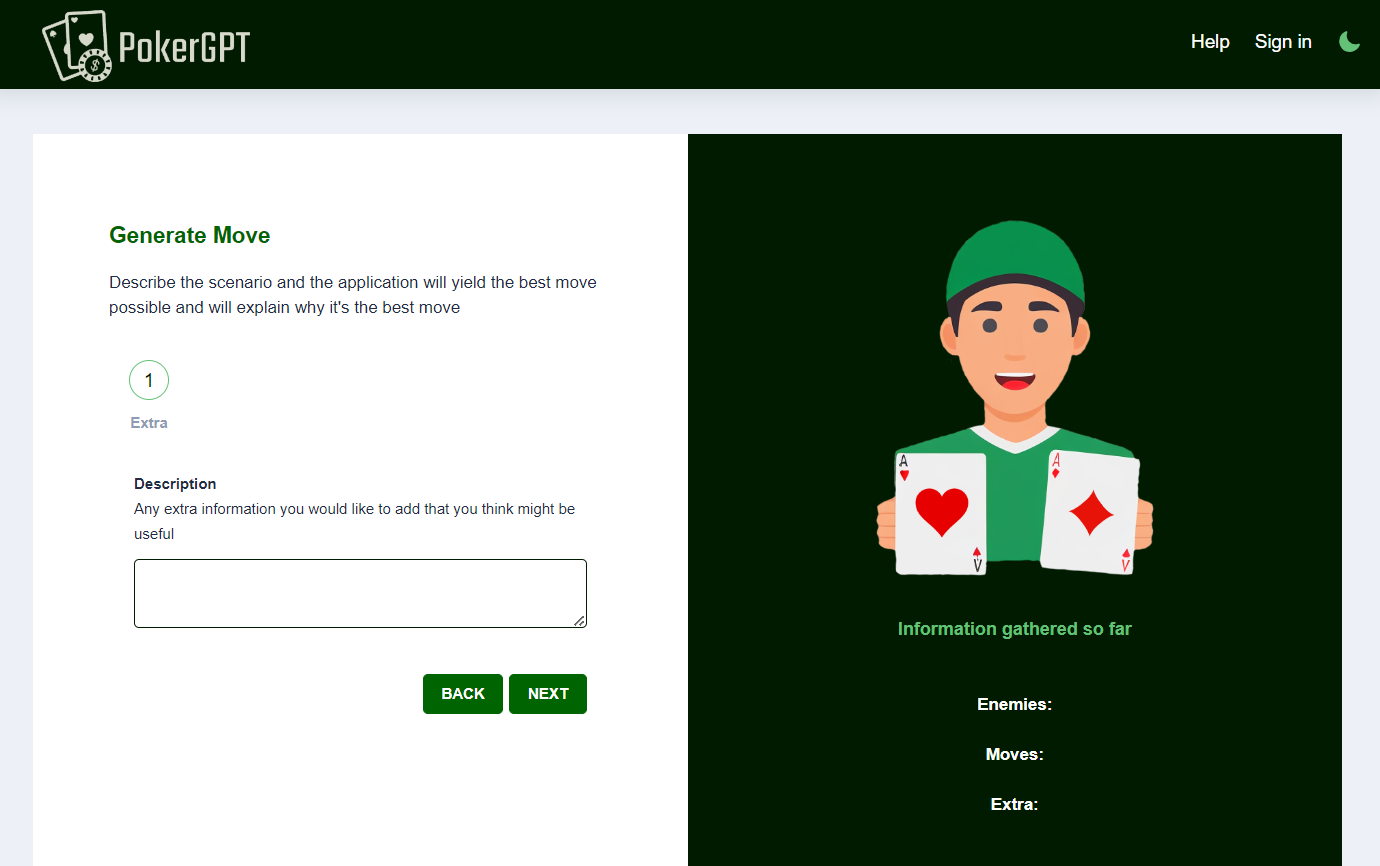 PokerGPT
Help
Sign in
Generate Move
Describe the scenario and the application will yield the best move
possible and will explain why it's the best move
1
Extra
Description
Any extra information you would like to add that you think might be
useful
BACK
NEXT
A
A
A
A
Information gathered so far
Enemies:
Moves:
Extra: